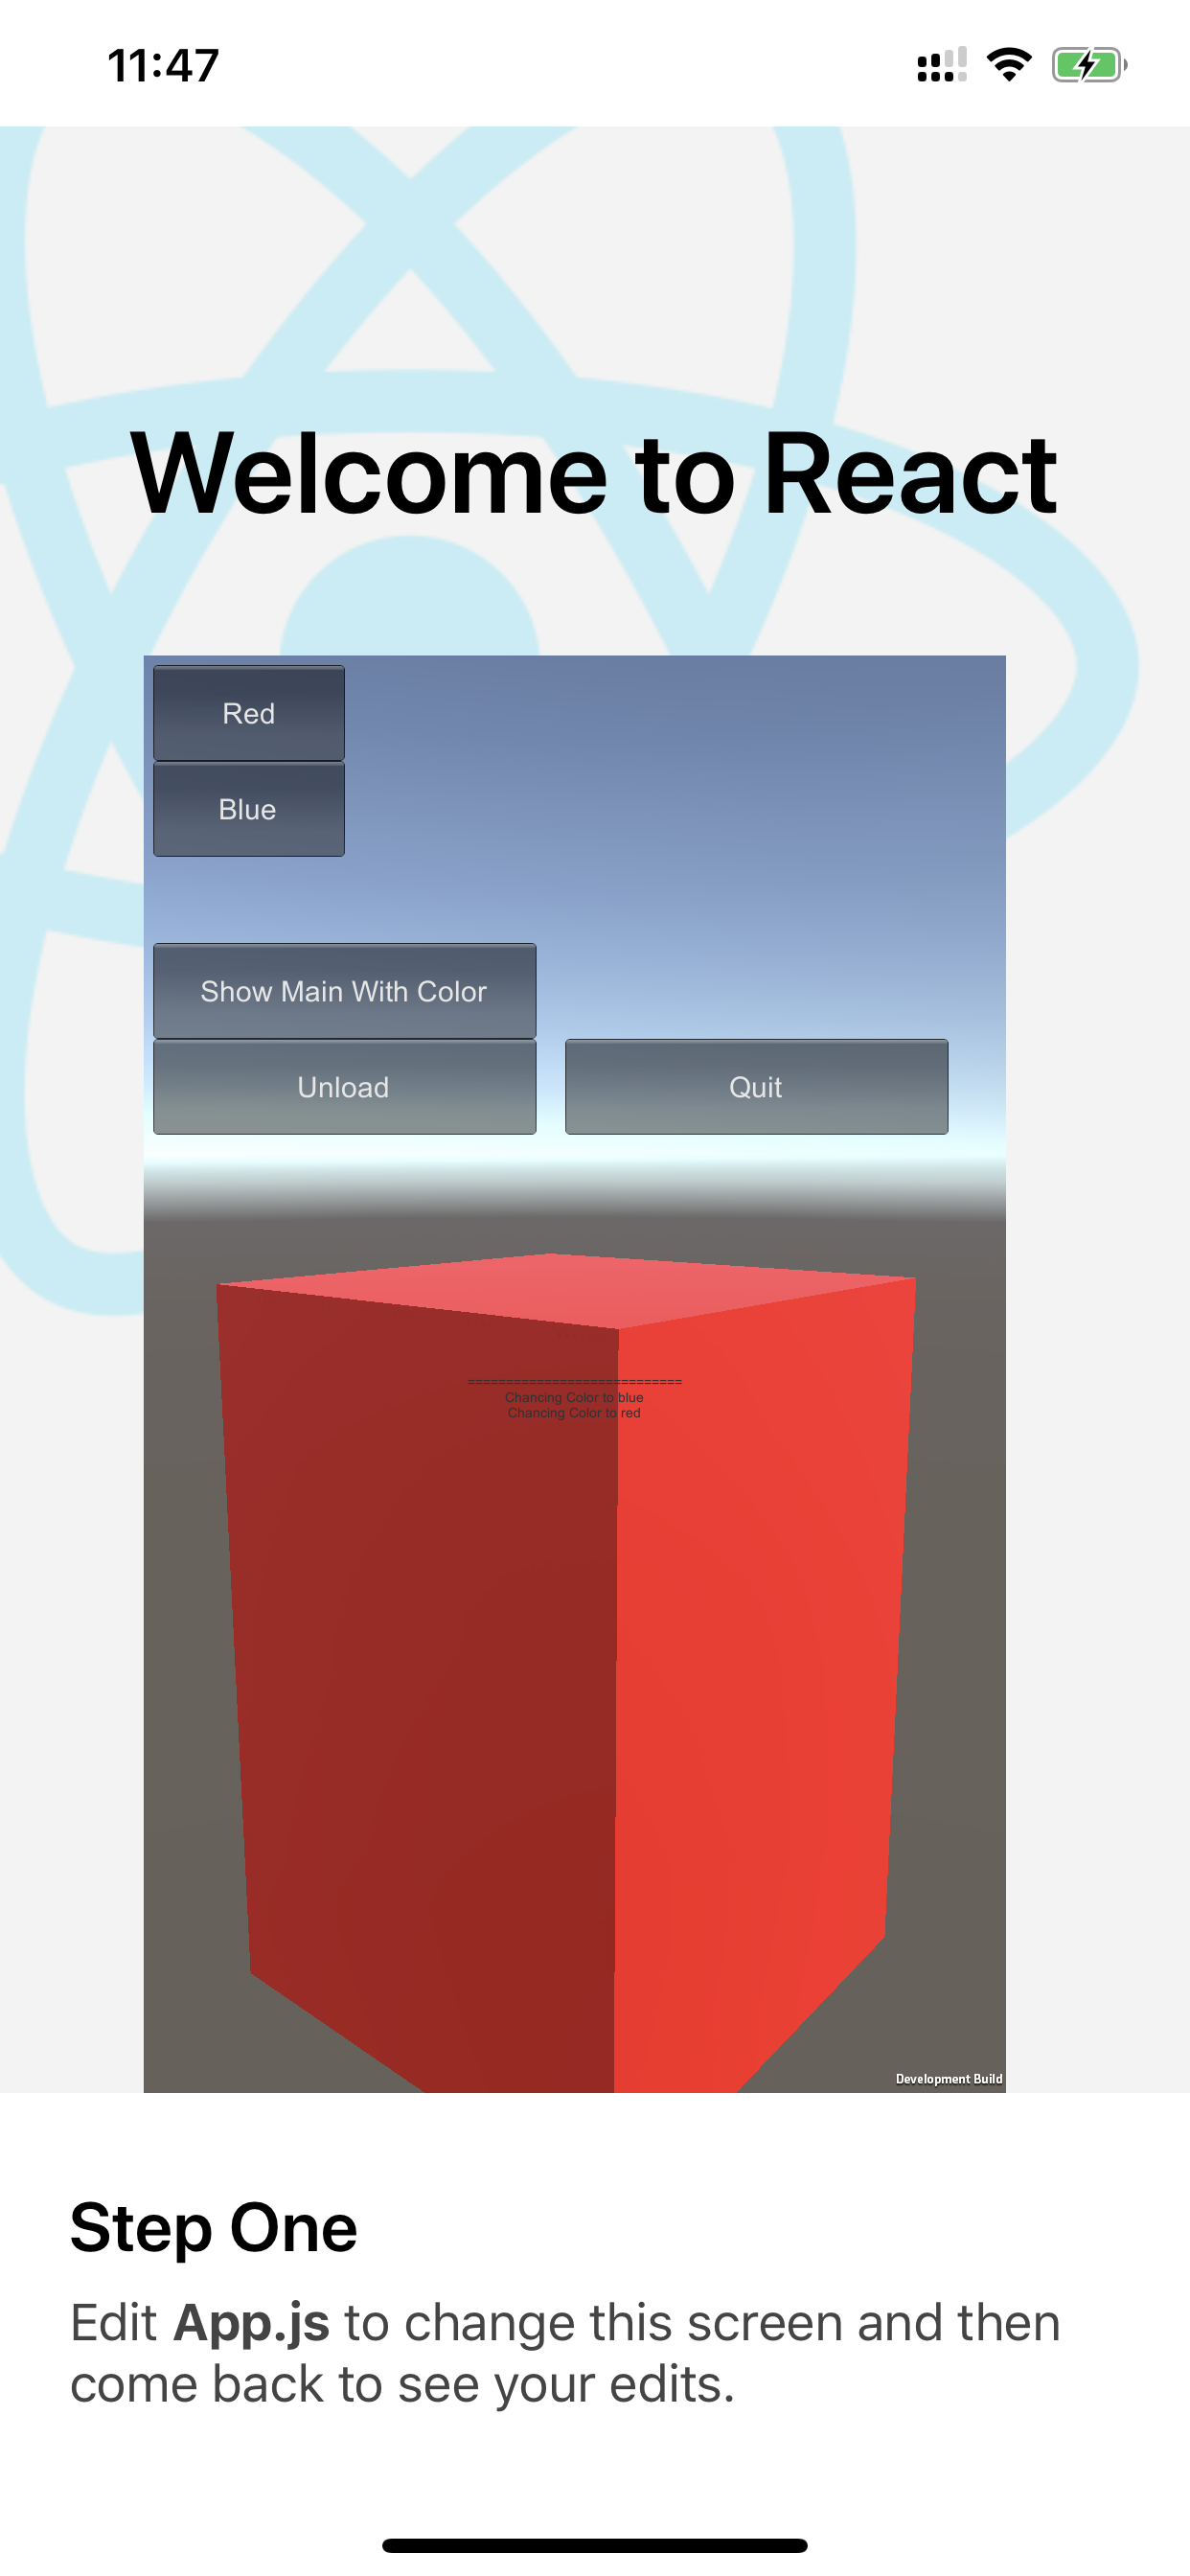 11:47
Welcome to React
Red
Blue
Show Main With Color
Unload
Quit
============================
Chancing Color to blue
Chancing Color to red
Development Build
Step One
Edit App.js to change this screen and then
come back to see your edits.